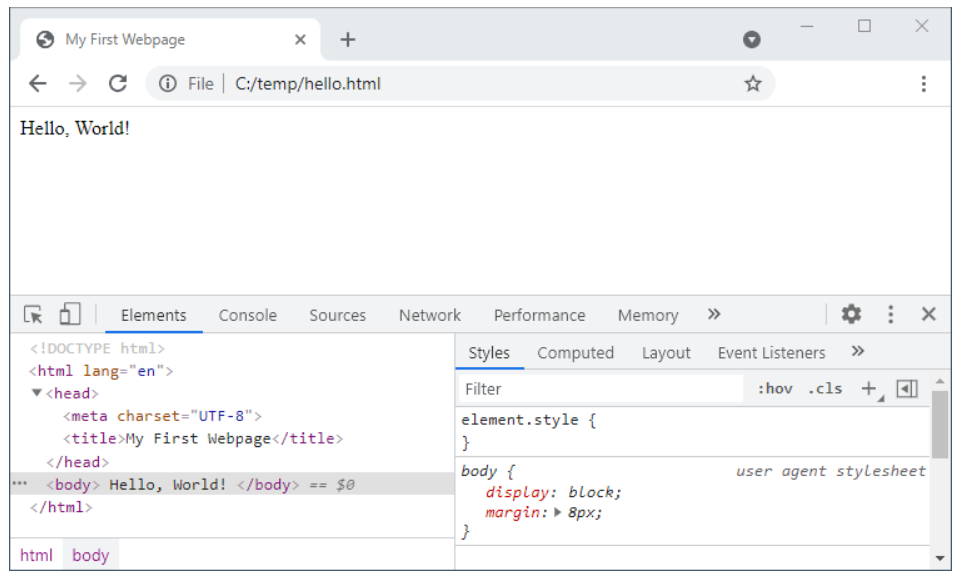 My First Webpage
File | C:/temp/hello.html
Hello, World!
Elements Console Sources Network Performance Memory
<!DOCTYPE html>
<html lang="en">
<head>
<meta charset="UTF-8">
<title>My First Webpage</title>
</head>
<body> Hello, World! </body> == $0
</html>
html body
Styles Computed Layout Event Listeners
Filter :hov .cls
element.style {
}
body { user agent stylesheet
display: block;
margin: 8px;
}